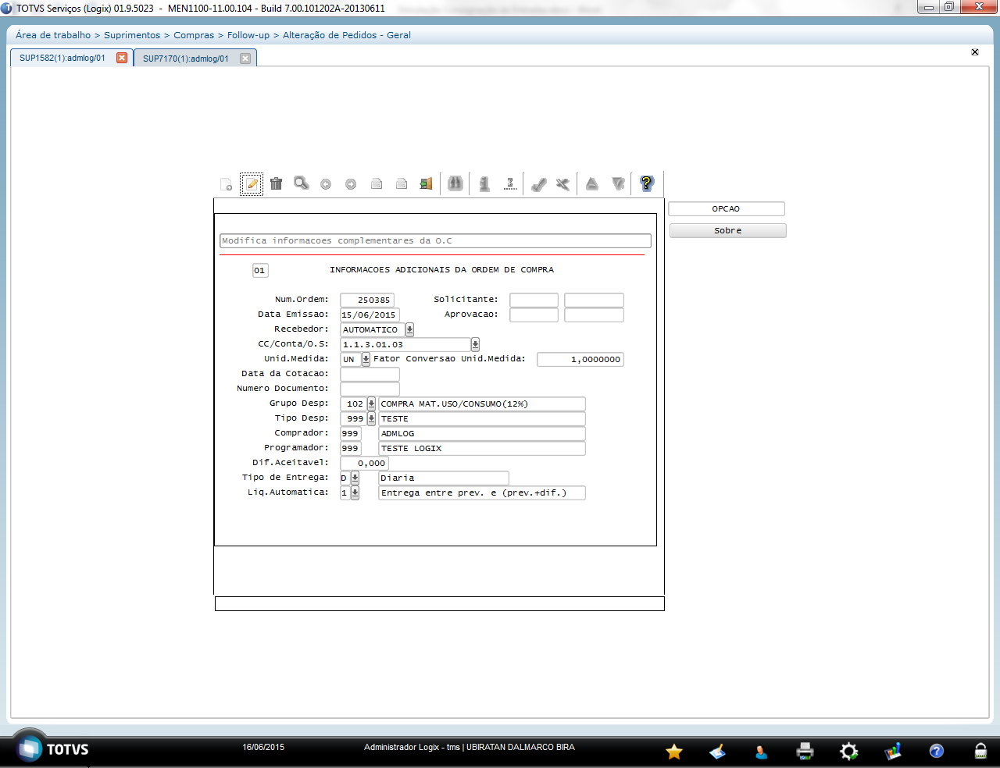 TOTVS Serviços (Logix) 01.9.5023 - MEN1100-11.00.104 - Build 7.00.101202A-20130611
Área de trabalho > Suprimentos > Compras > Follow-up > Alteração de Pedidos - Geral
SUP1582(1):admlog/01 SUP7170(1):admlog/01
OPCAO
Sobre
Modifica informacoes complementares da O.C
01 INFORMACOES ADICIONAIS DA ORDEM DE COMPRA
Num.Ordem: 250385 Solicitante:
Data Emissao: 15/06/2015 Aprovacao:
Recebedor: AUTOMATICO
CC/Conta/O.S: 1.1.3.01.03
Unid.Medida: UN Fator Conversao Unid.Medida: 1,0000000
Data da Cotacao:
Numero Documento:
Grupo Desp: 102 COMPRA MAT.USO/CONSUMO(12%)
Tipo Desp: 999 TESTE
Comprador: 999 ADMLOG
Programador: 999 TESTE LOGIX
Dif.Aceitavel: 0,000
Tipo de Entrega: D Diaria
Liq.Automatica: 1 Entrega entre prev. e (prev.+dif.)
TOTVS 16/06/2015 Administrador Logix - tms | UBIRATAN DALMARCO BIRA